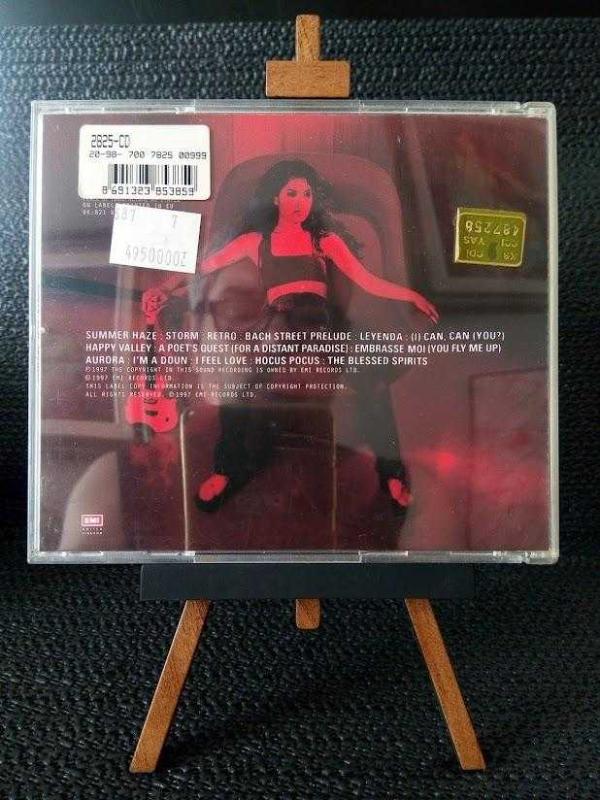 2825-CD
20-98- 700 7825 00999
8 691323 853859
4950000£
487256
SUMMER HAZE : STORM : RETRO : BACH STREET PRELUDE : LEYENDA : (I) CAN, CAN (YOU?)
HAPPY VALLEY : A POET'S QUEST (FOR A DISTANT PARADISE) : EMBRASSE MOI (YOU FLY ME UP)
AURORA : I'M A DOUN : I FEEL LOVE : HOCUS POCUS : THE BLESSED SPIRITS
℗1997 THE COPYRIGHT IN THIS SOUND RECORDING IS OWNED BY EMI RECORDS LTD.
©1997 EMI RECORDS LTD.
THIS LABEL COPY INFORMATION IS THE SUBJECT OF COPYRIGHT PROTECTION.
ALL RIGHTS RESERVED. ©1997 EMI RECORDS LTD.
EMI